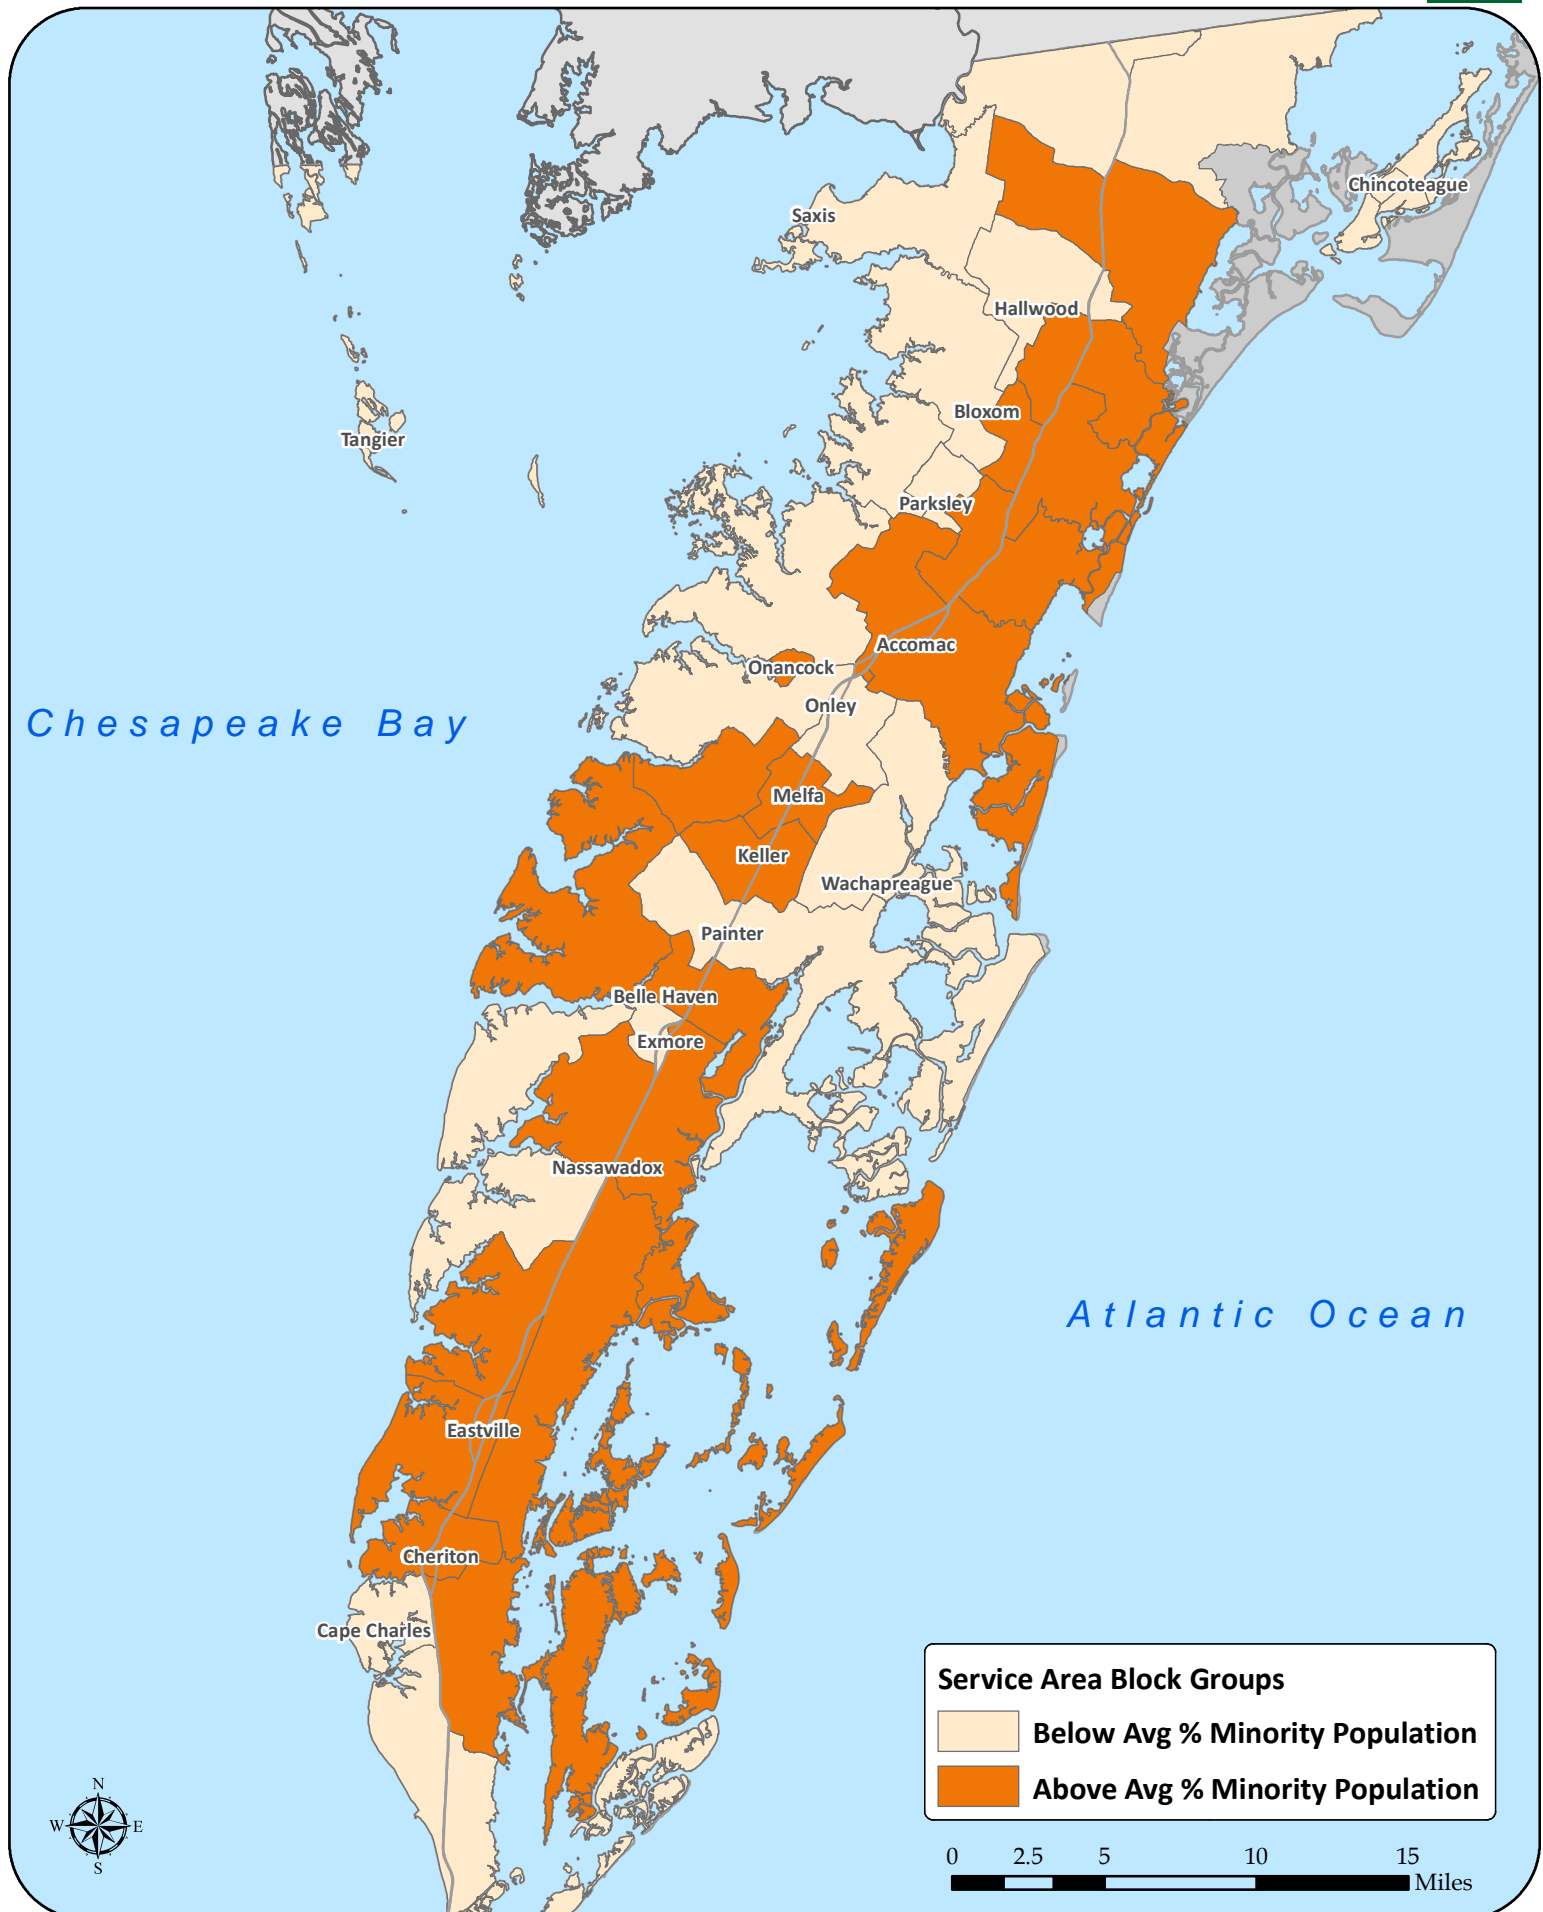 Chincoteague
Saxis
Hallwood
Bloxom
Tangier
Parksley
Accomac
Onancock
Onley
Chesapeake Bay
Melfa
Keller
Wachapreague
Painter
Belle Haven
Exmore
Nassawadox
Atlantic Ocean
Eastville
Cheriton
Cape Charles
Service Area Block Groups
Below Avg % Minority Population
Above Avg % Minority Population
N
W E
S
0 2.5 5 10 15
Miles